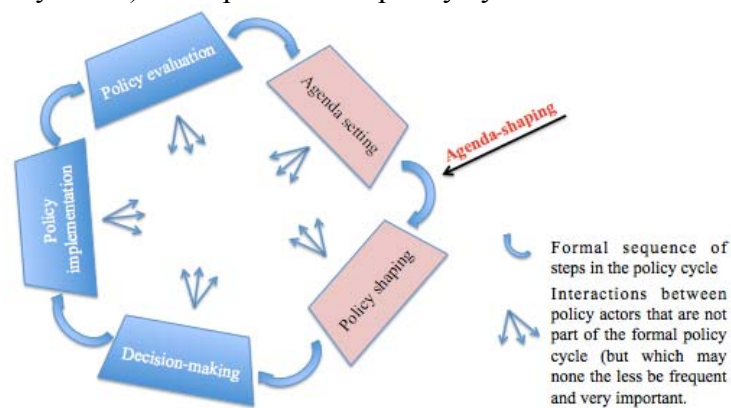 Policy evaluation
Agenda setting
Agenda-shaping
Policy
implementation
Policy shaping
Decision-making
Formal sequence of
steps in the policy cycle
Interactions between
policy actors that are not
part of the formal policy
cycle (but which may
none the less be frequent
and very important.